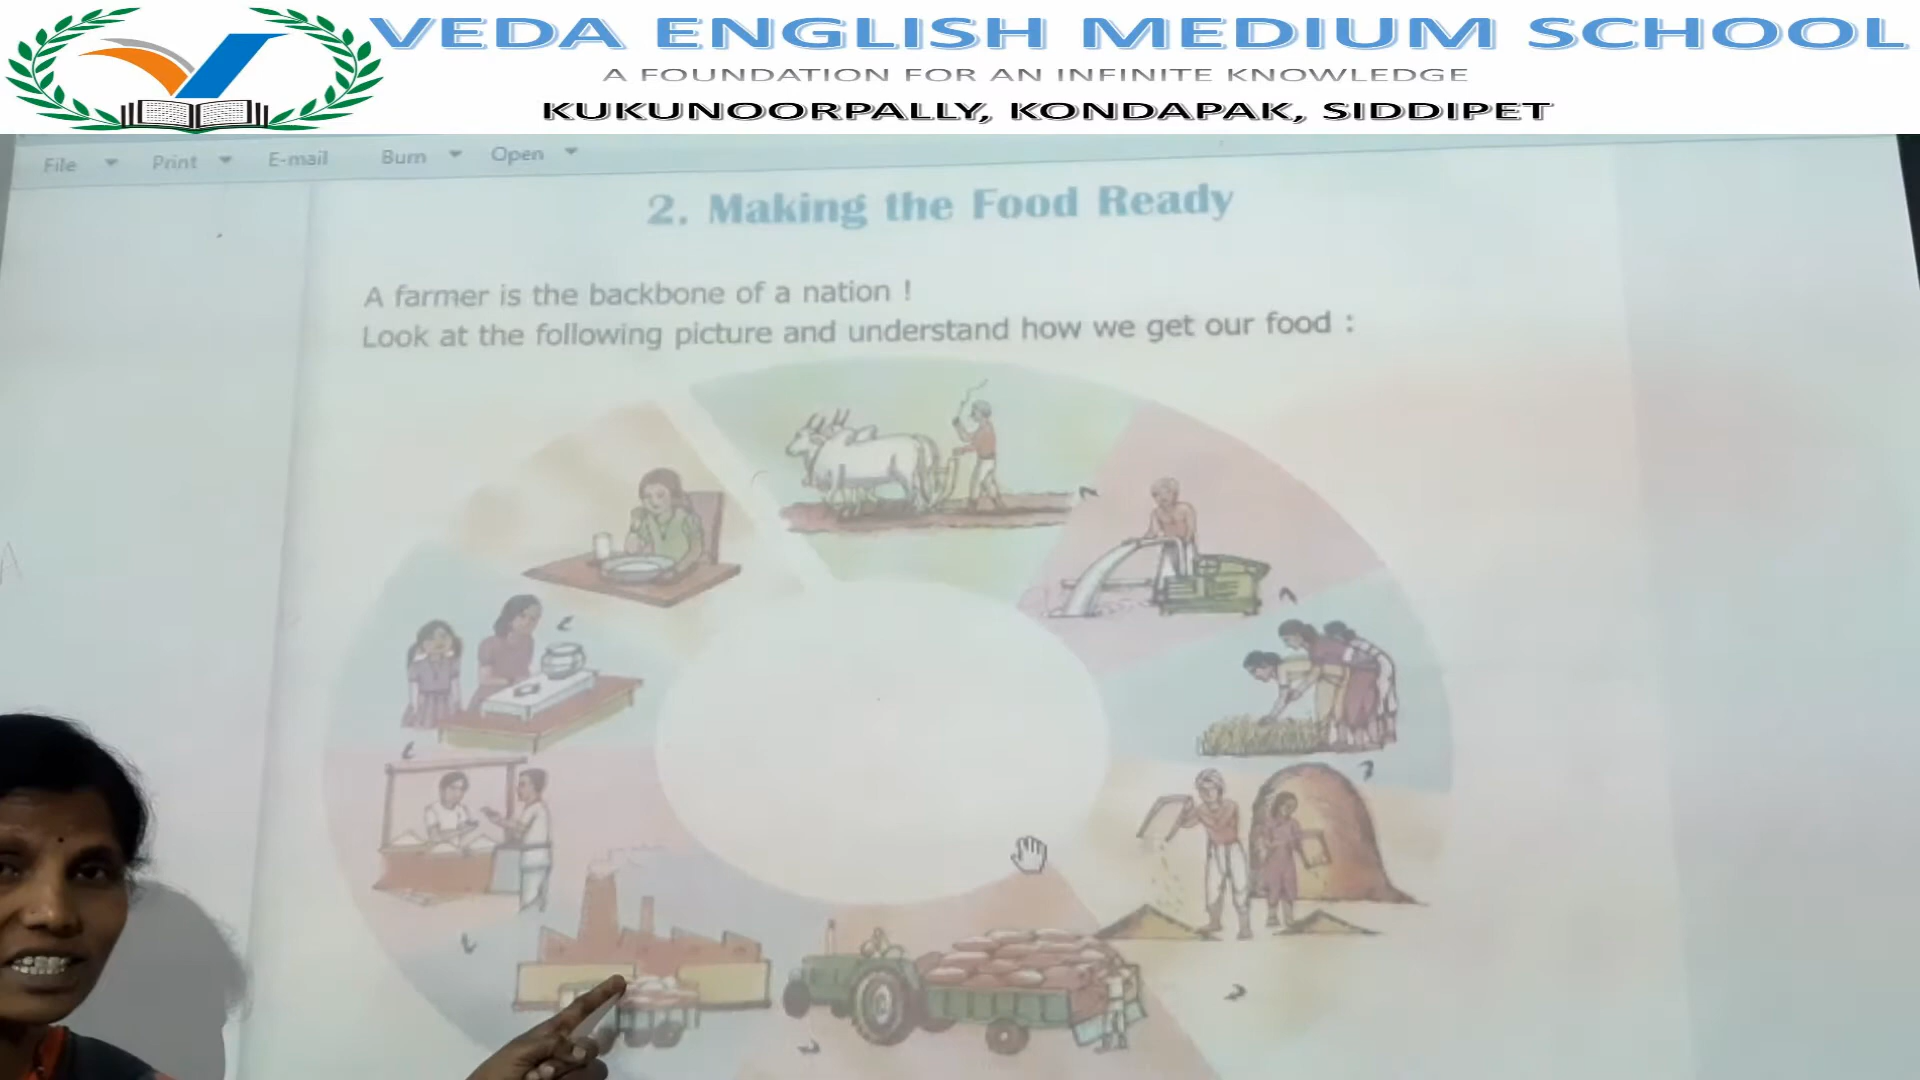 VEDA ENGLISH MEDIUM SCHOOL
A FOUNDATION FOR AN INFINITE KNOWLEDGE
KUKUNOORPALLY, KONDAPAK, SIDDIPET
File Print E-mail Burn Open
2. Making the Food Ready
A farmer is the backbone of a nation !
Look at the following picture and understand how we get our food :
A